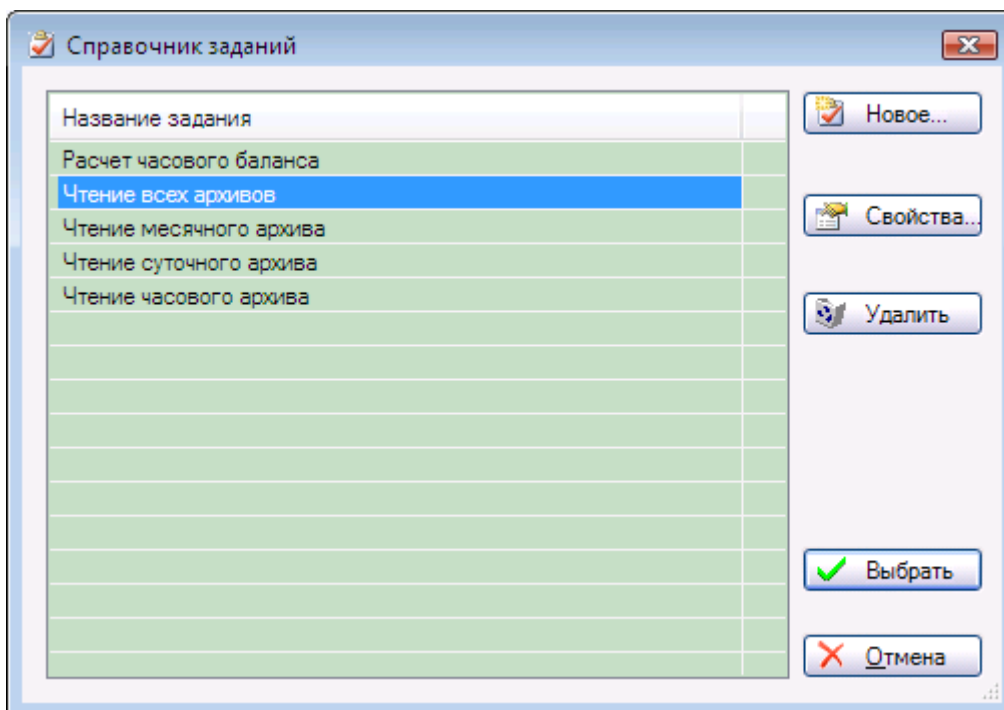 Справочник заданий
Название задания
Расчет часового баланса
Чтение всех архивов
Чтение месячного архива
Чтение суточного архива
Чтение часового архива
Новое...
Свойства...
Удалить
Выбрать
Отмена